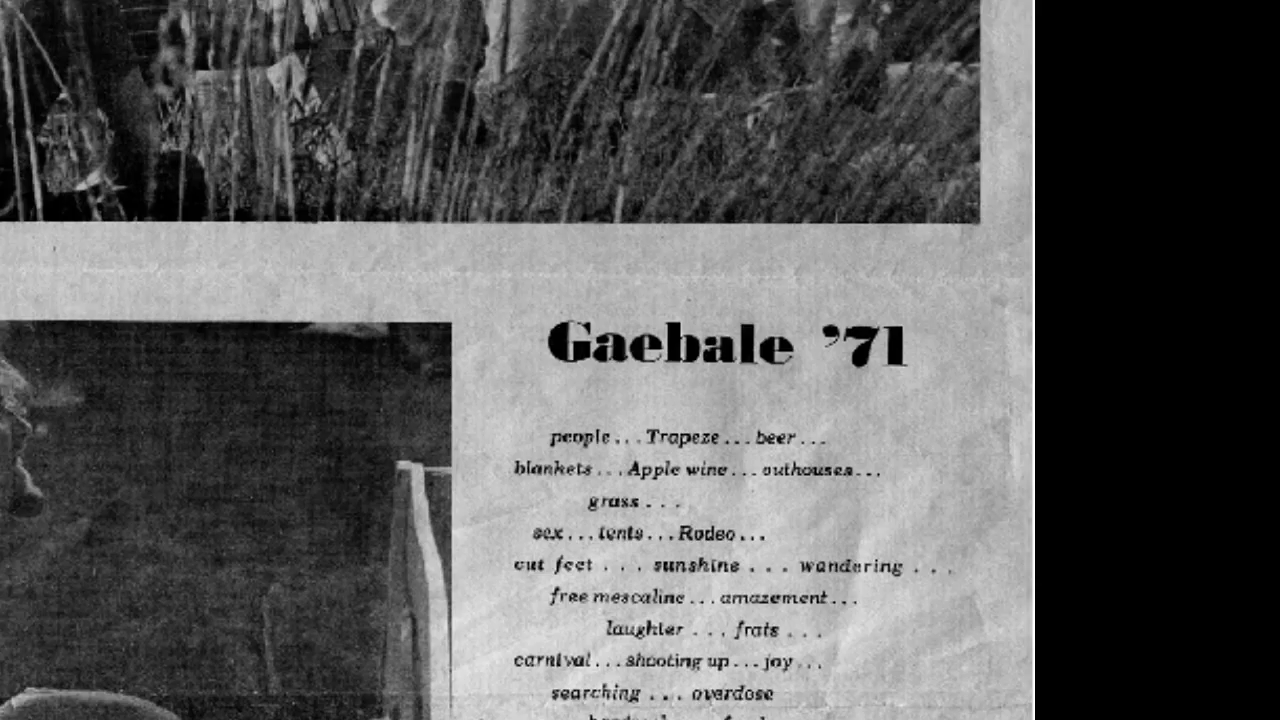 Gaebale ’71
people . . . Trapeze . . . beer . . .
blankets . . . Apple wine . . . outhouses . . .
grass . . .
sex . . . tents . . . Rodeo . . .
cut feet . . . sunshine . . . wandering . . .
free mescaline . . . amazement . . .
laughter . . . frats . . .
carnival . . . shooting up . . . joy . . .
searching . . . overdose